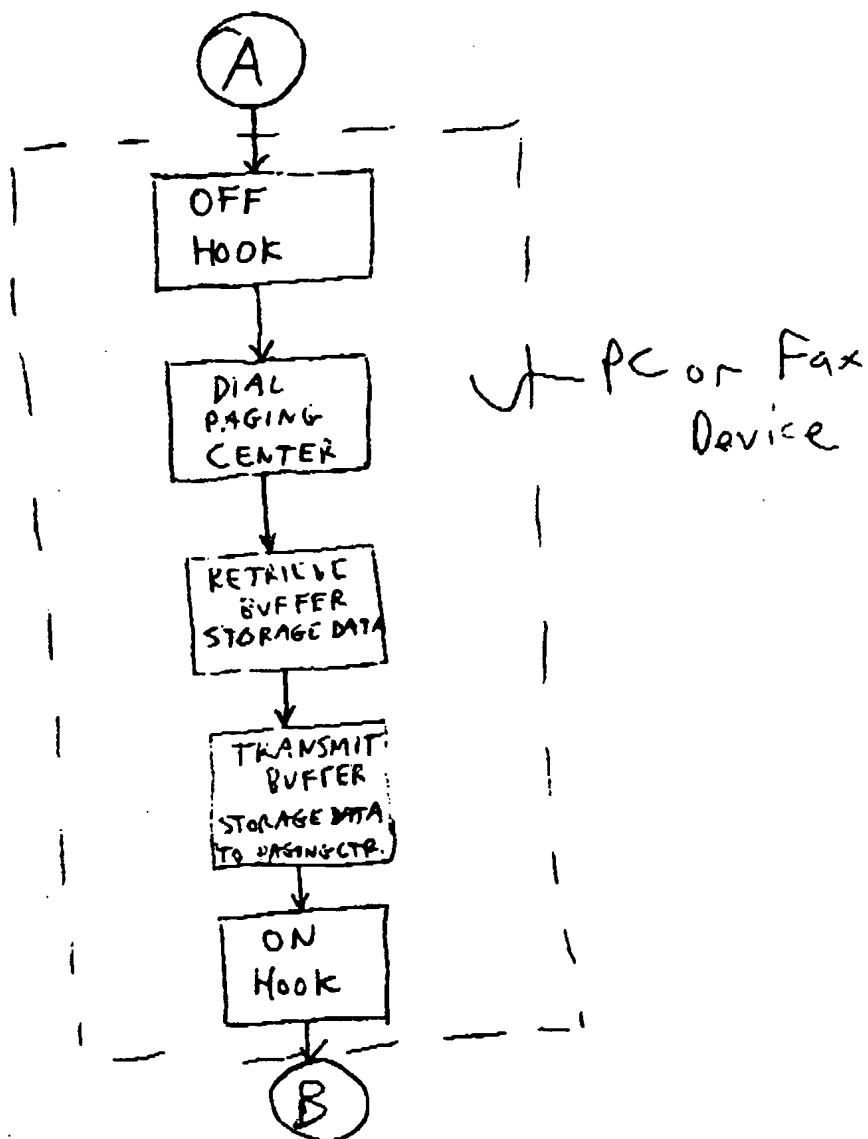 A
OFF
HOOK
DIAL
PAGING
CENTER
PC or Fax
Device
RETRIEVE
BUFFER
STORAGE DATA
TRANSMIT
BUFFER
STORAGE DATA
TO PAGING CTR.
ON
Hook
B